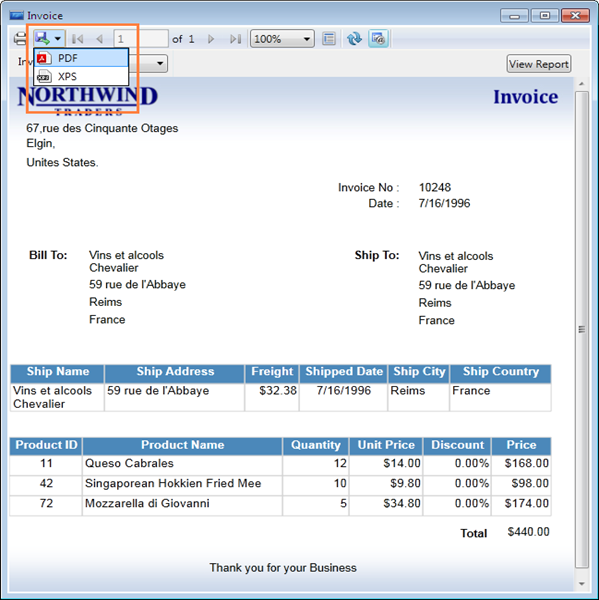 Invoice
1 of 1 100%
PDF
Inv View Report
XPS
NORTHWIND
TRADERS
Invoice
67,rue des Cinquante Otages
Elgin,
Unites States.
Invoice No : 10248
Date : 7/16/1996
Bill To: Vins et alcools Ship To: Vins et alcools
Chevalier Chevalier
59 rue de l'Abbaye 59 rue de l'Abbaye
Reims Reims
France France
Ship Name Ship Address Freight Shipped Date Ship City Ship Country
Vins et alcools 59 rue de l'Abbaye $32.38 7/16/1996 Reims France
Chevalier
Product ID Product Name Quantity Unit Price Discount Price
11 Queso Cabrales 12 $14.00 0.00% $168.00
42 Singaporean Hokkien Fried Mee 10 $9.80 0.00% $98.00
72 Mozzarella di Giovanni 5 $34.80 0.00% $174.00
Total $440.00
Thank you for your Business